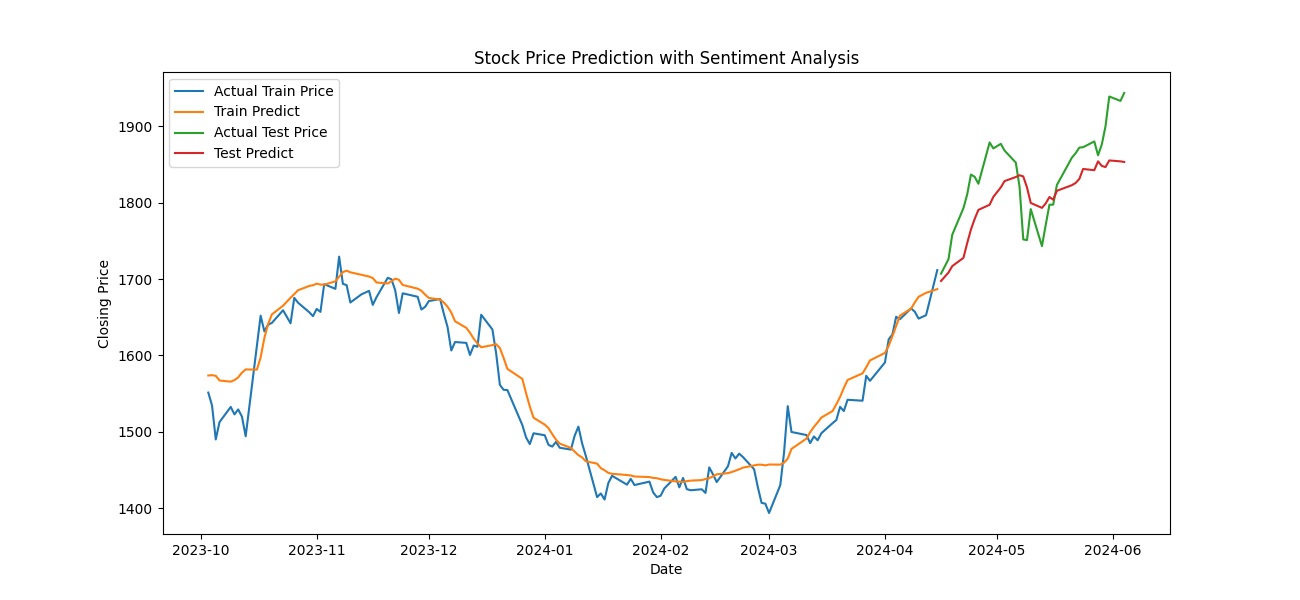 Stock Price Prediction with Sentiment Analysis
Actual Train Price
Train Predict
Actual Test Price
Test Predict
Closing Price
1900
1800
1700
1600
1500
1400
2023-10 2023-11 2023-12 2024-01 2024-02 2024-03 2024-04 2024-05 2024-06
Date